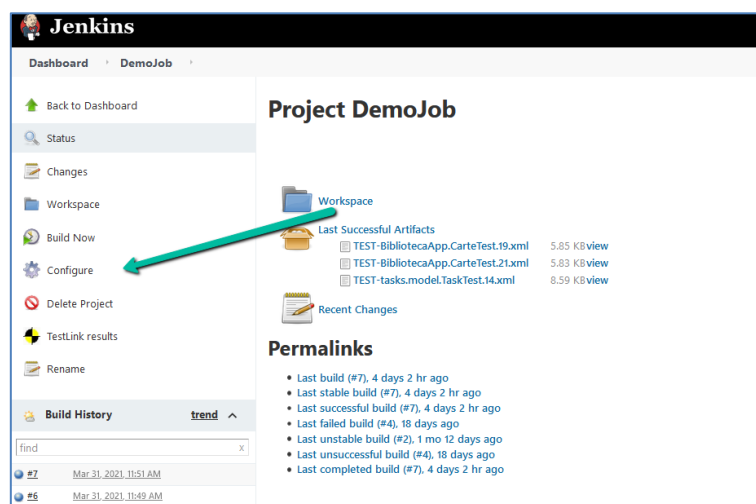 Jenkins
Dashboard DemoJob
Back to Dashboard
Status
Changes
Workspace
Build Now
Configure
Delete Project
TestLink results
Rename
Build History trend
find x
#7 Mar 31, 2021, 11:51 AM
#6 Mar 31, 2021, 11:49 AM
Project DemoJob
Workspace
Last Successful Artifacts
TEST-BibliotecaApp.CarteTest.19.xml 5.85 KB view
TEST-BibliotecaApp.CarteTest.21.xml 5.83 KB view
TEST-tasks.model.TaskTest.14.xml 8.59 KB view
Recent Changes
Permalinks
Last build (#7), 4 days 2 hr ago
Last stable build (#7), 4 days 2 hr ago
Last successful build (#7), 4 days 2 hr ago
Last failed build (#4), 18 days ago
Last unstable build (#2), 1 mo 12 days ago
Last unsuccessful build (#4), 18 days ago
Last completed build (#7), 4 days 2 hr ago